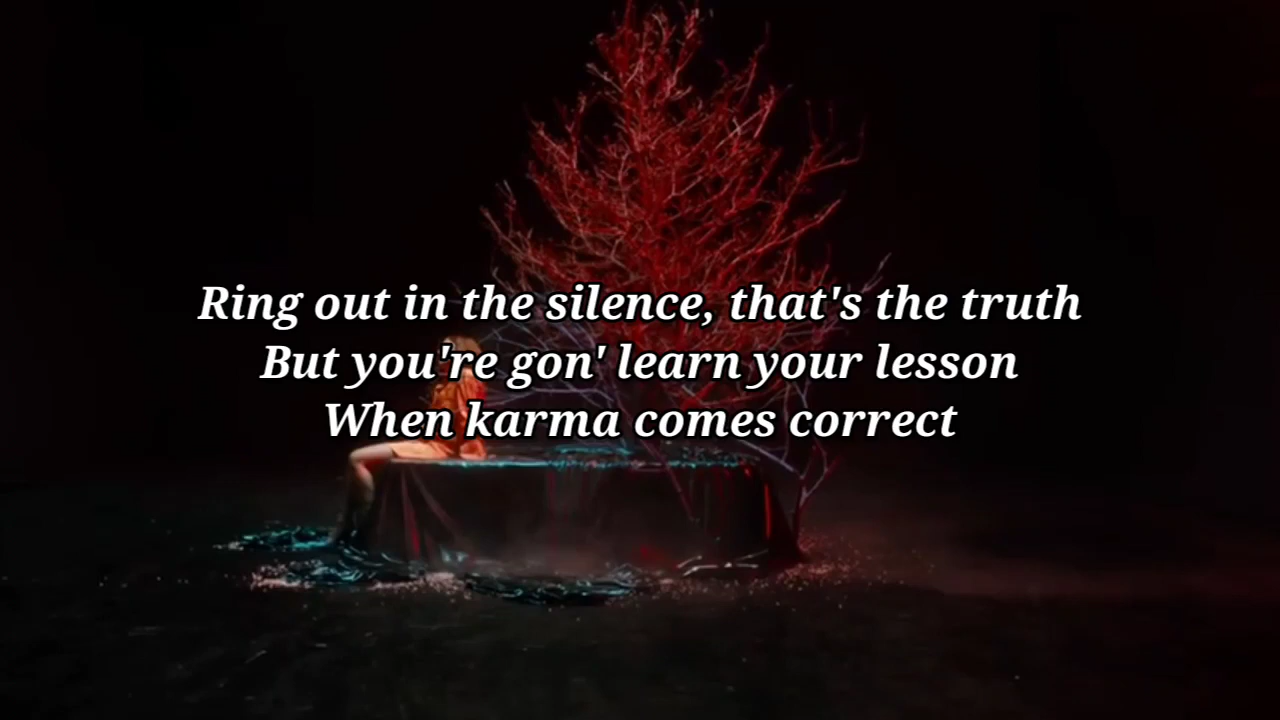 Ring out in the silence, that's the truth
But you're gon' learn your lesson
When karma comes correct